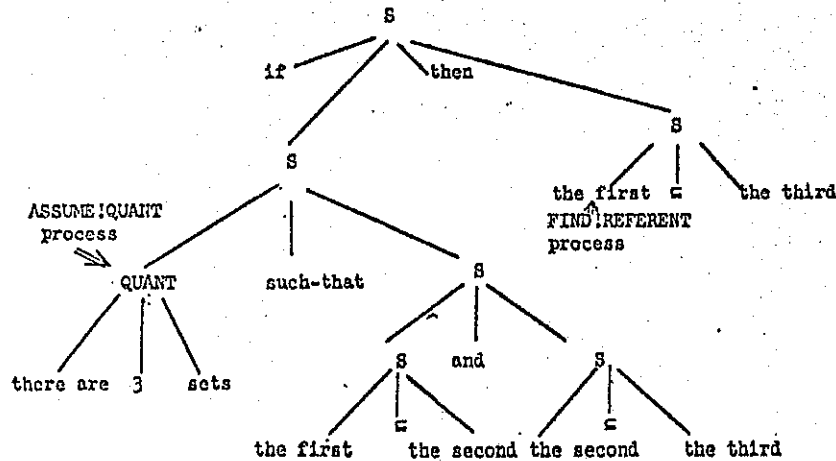 S
if then
S
S
the first ⊆ the third
ASSUME!QUANT
process
FIND!REFERENT
process
QUANT such-that S
S and S
there are 3 sets
the first ⊆ the second the second ⊆ the third